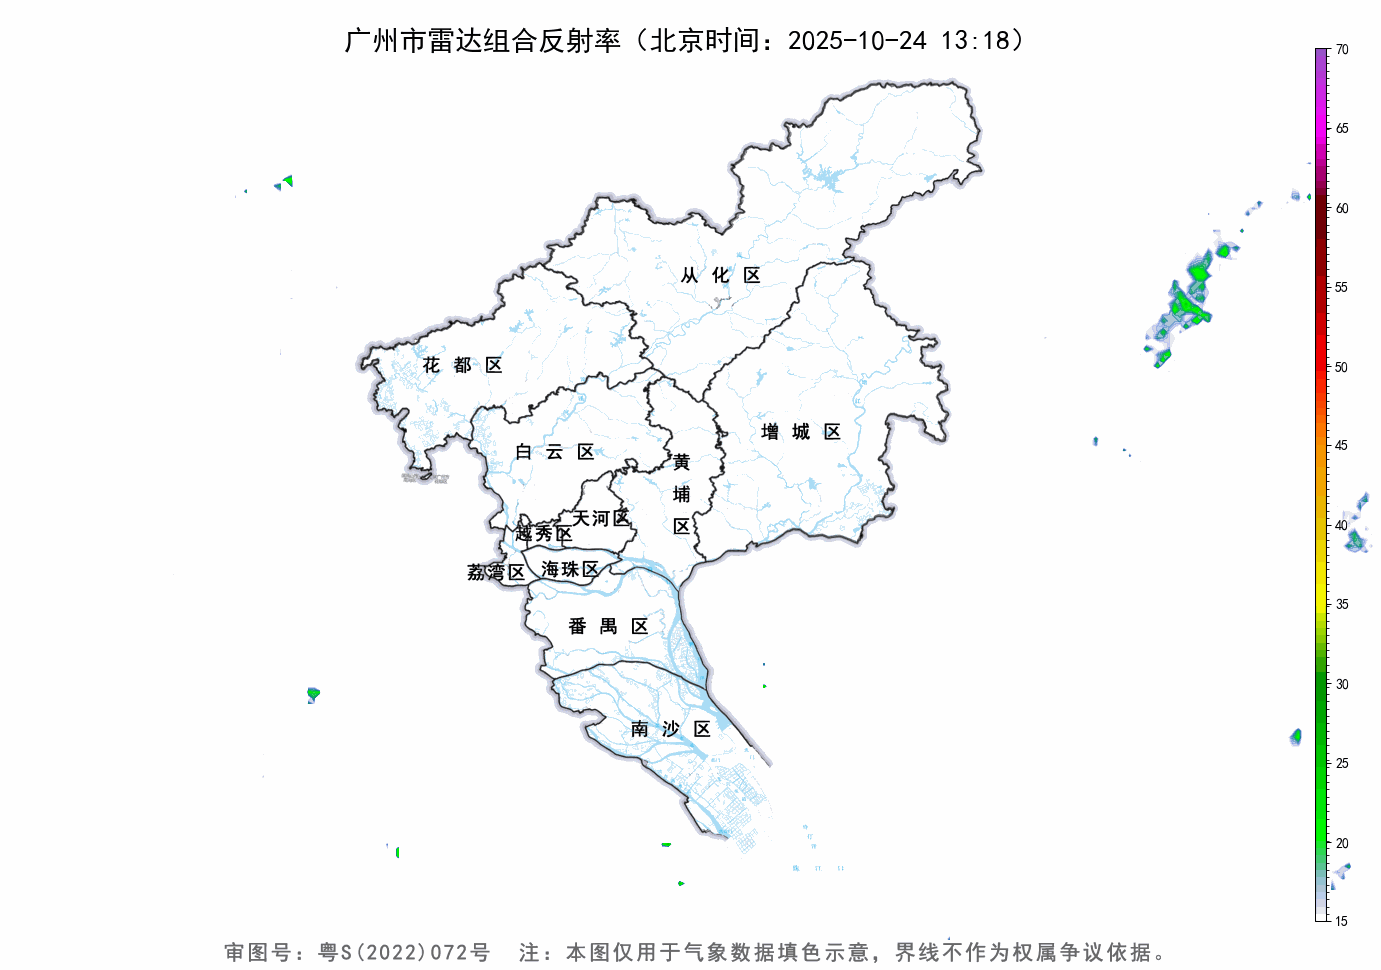 广州市雷达组合反射率（北京时间：2025-10-24 13:18）
70
65
60
55
50
45
40
35
30
25
20
15
从化区
花都区
增城区
白云区
黄埔区
天河区
越秀区
荔湾区
海珠区
番禺区
南沙区
审图号：粤S(2022)072号 注：本图仅用于气象数据填色示意，界线不作为权属争议依据。